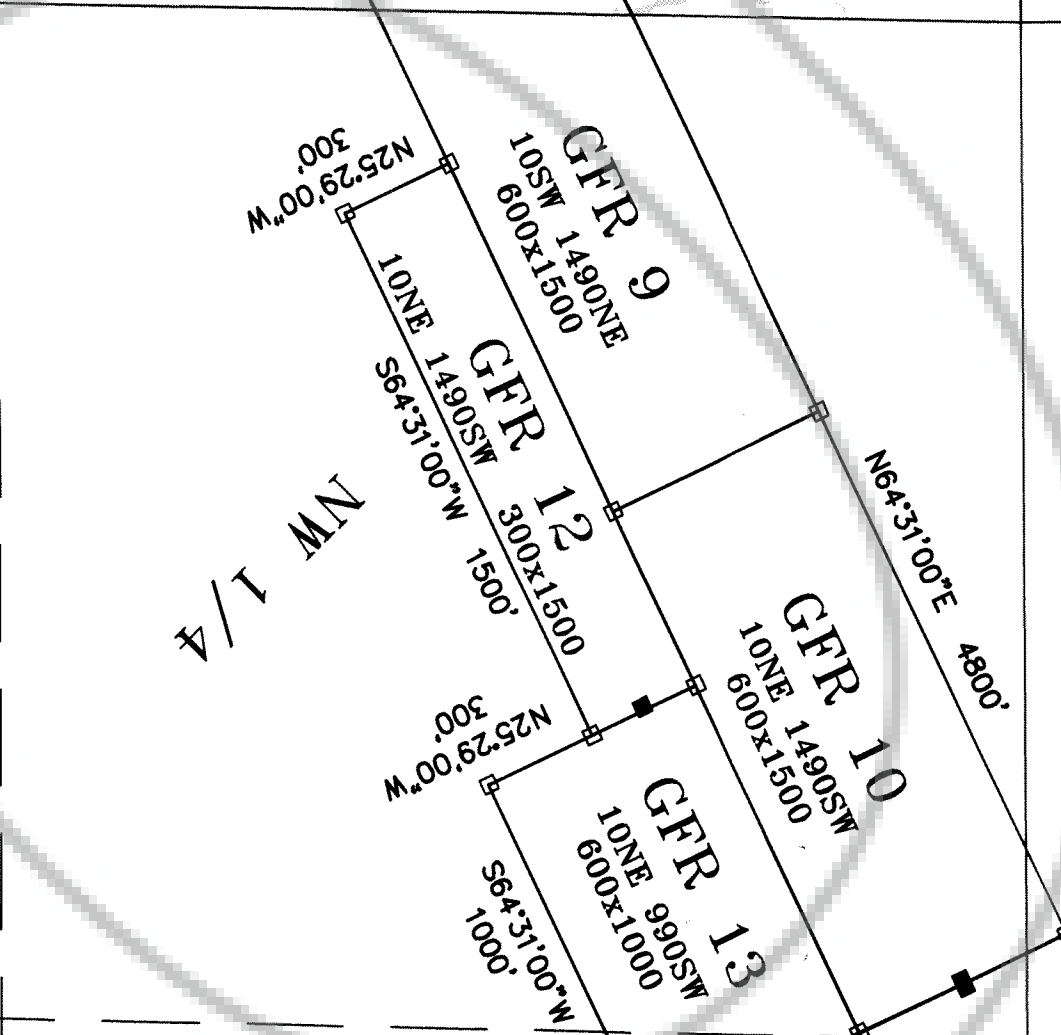 N25°29'00"W
300'
GFR 9
10SW 1490NE
600x1500
GFR 12
10NE 1490SW 300x1500
S64°31'00"W 1500'
NW 1/4
N64°31'00"E 4800'
GFR 10
10NE 1490SW
600x1500
N25°29'00"W
300'
GFR 13
10NE 990SW
600x1000
S64°31'00"W
1000'